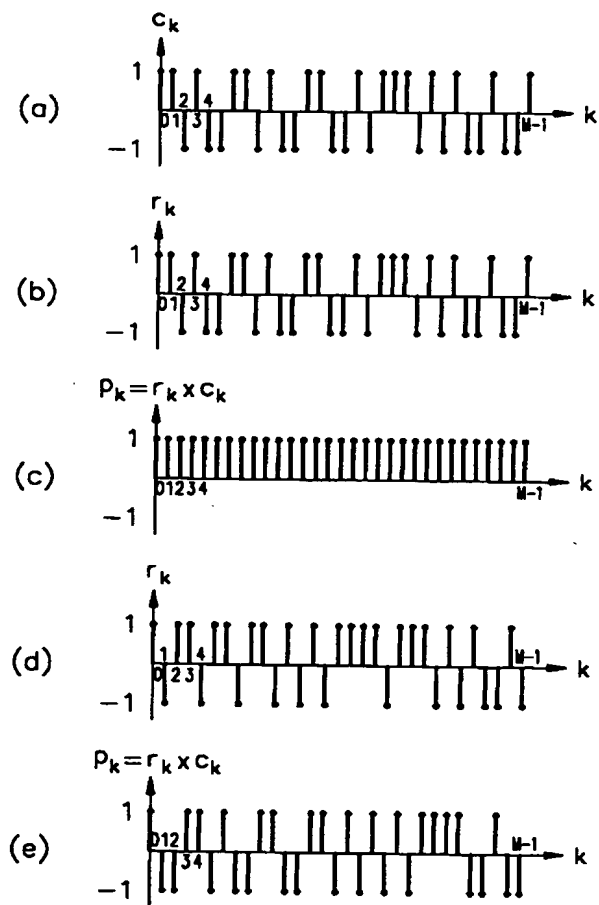 c_k
1
2 4
(a)
0 1 3
M-1
k
-1
r_k
1
2 4
(b)
0 1 3
M-1
k
-1
p_k = r_k x c_k
1
(c)
0 1 2 3 4
M-1
k
-1
r_k
1
1 4
M-1
(d)
0 2 3
k
-1
p_k = r_k x c_k
1
0 1 2
M-1
(e)
3 4
k
-1